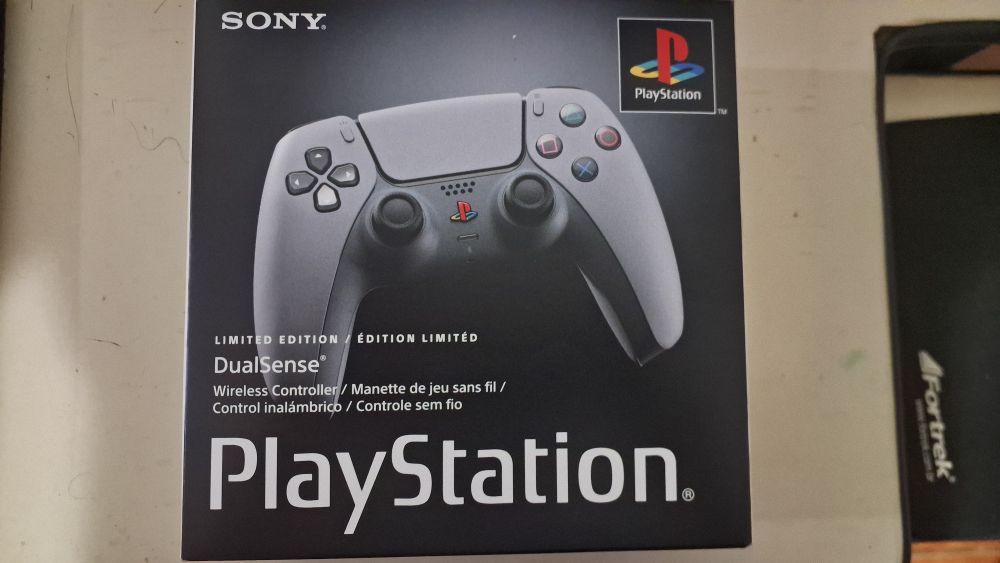 SONY®
PlayStation™
LIMITED EDITION / ÉDITION LIMITÉD
DualSense®
Wireless Controller / Manette de jeu sans fil /
Control inalámbrico / Controle sem fio
PlayStation®
Fortrek®